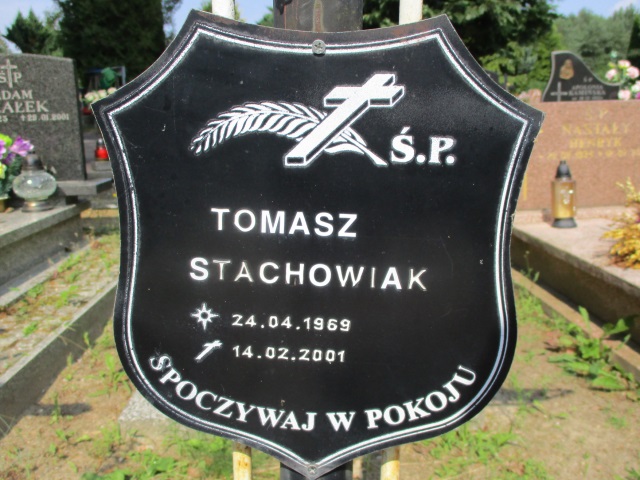 Ś.P.
TOMASZ
STACHOWIAK
24.04.1969
14.02.2001
SPOCZYWAJ W POKOJU